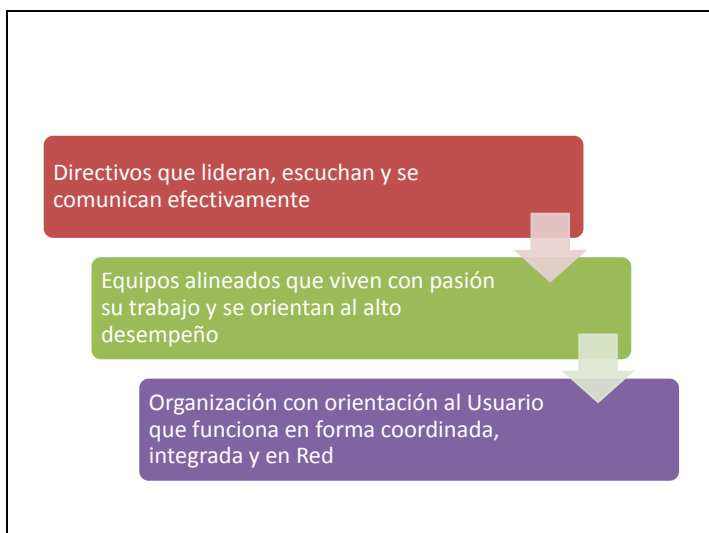 Directivos que lideran, escuchan y se
comunican efectivamente
Equipos alineados que viven con pasión
su trabajo y se orientan al alto
desempeño
Organización con orientación al Usuario
que funciona en forma coordinada,
integrada y en Red